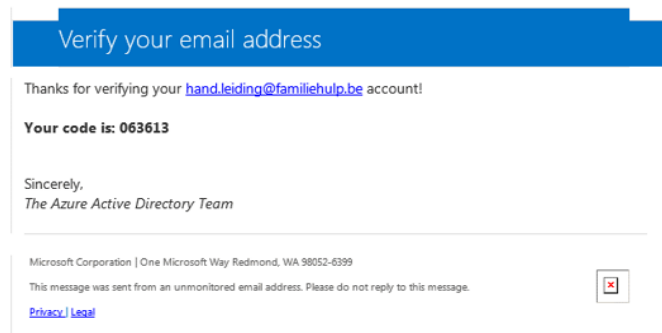 Verify your email address
Thanks for verifying your hand.leiding@familiehulp.be account!
Your code is: 063613
Sincerely,
The Azure Active Directory Team
Microsoft Corporation | One Microsoft Way Redmond, WA 98052-6399
This message was sent from an unmonitored email address. Please do not reply to this message.
Privacy | Legal